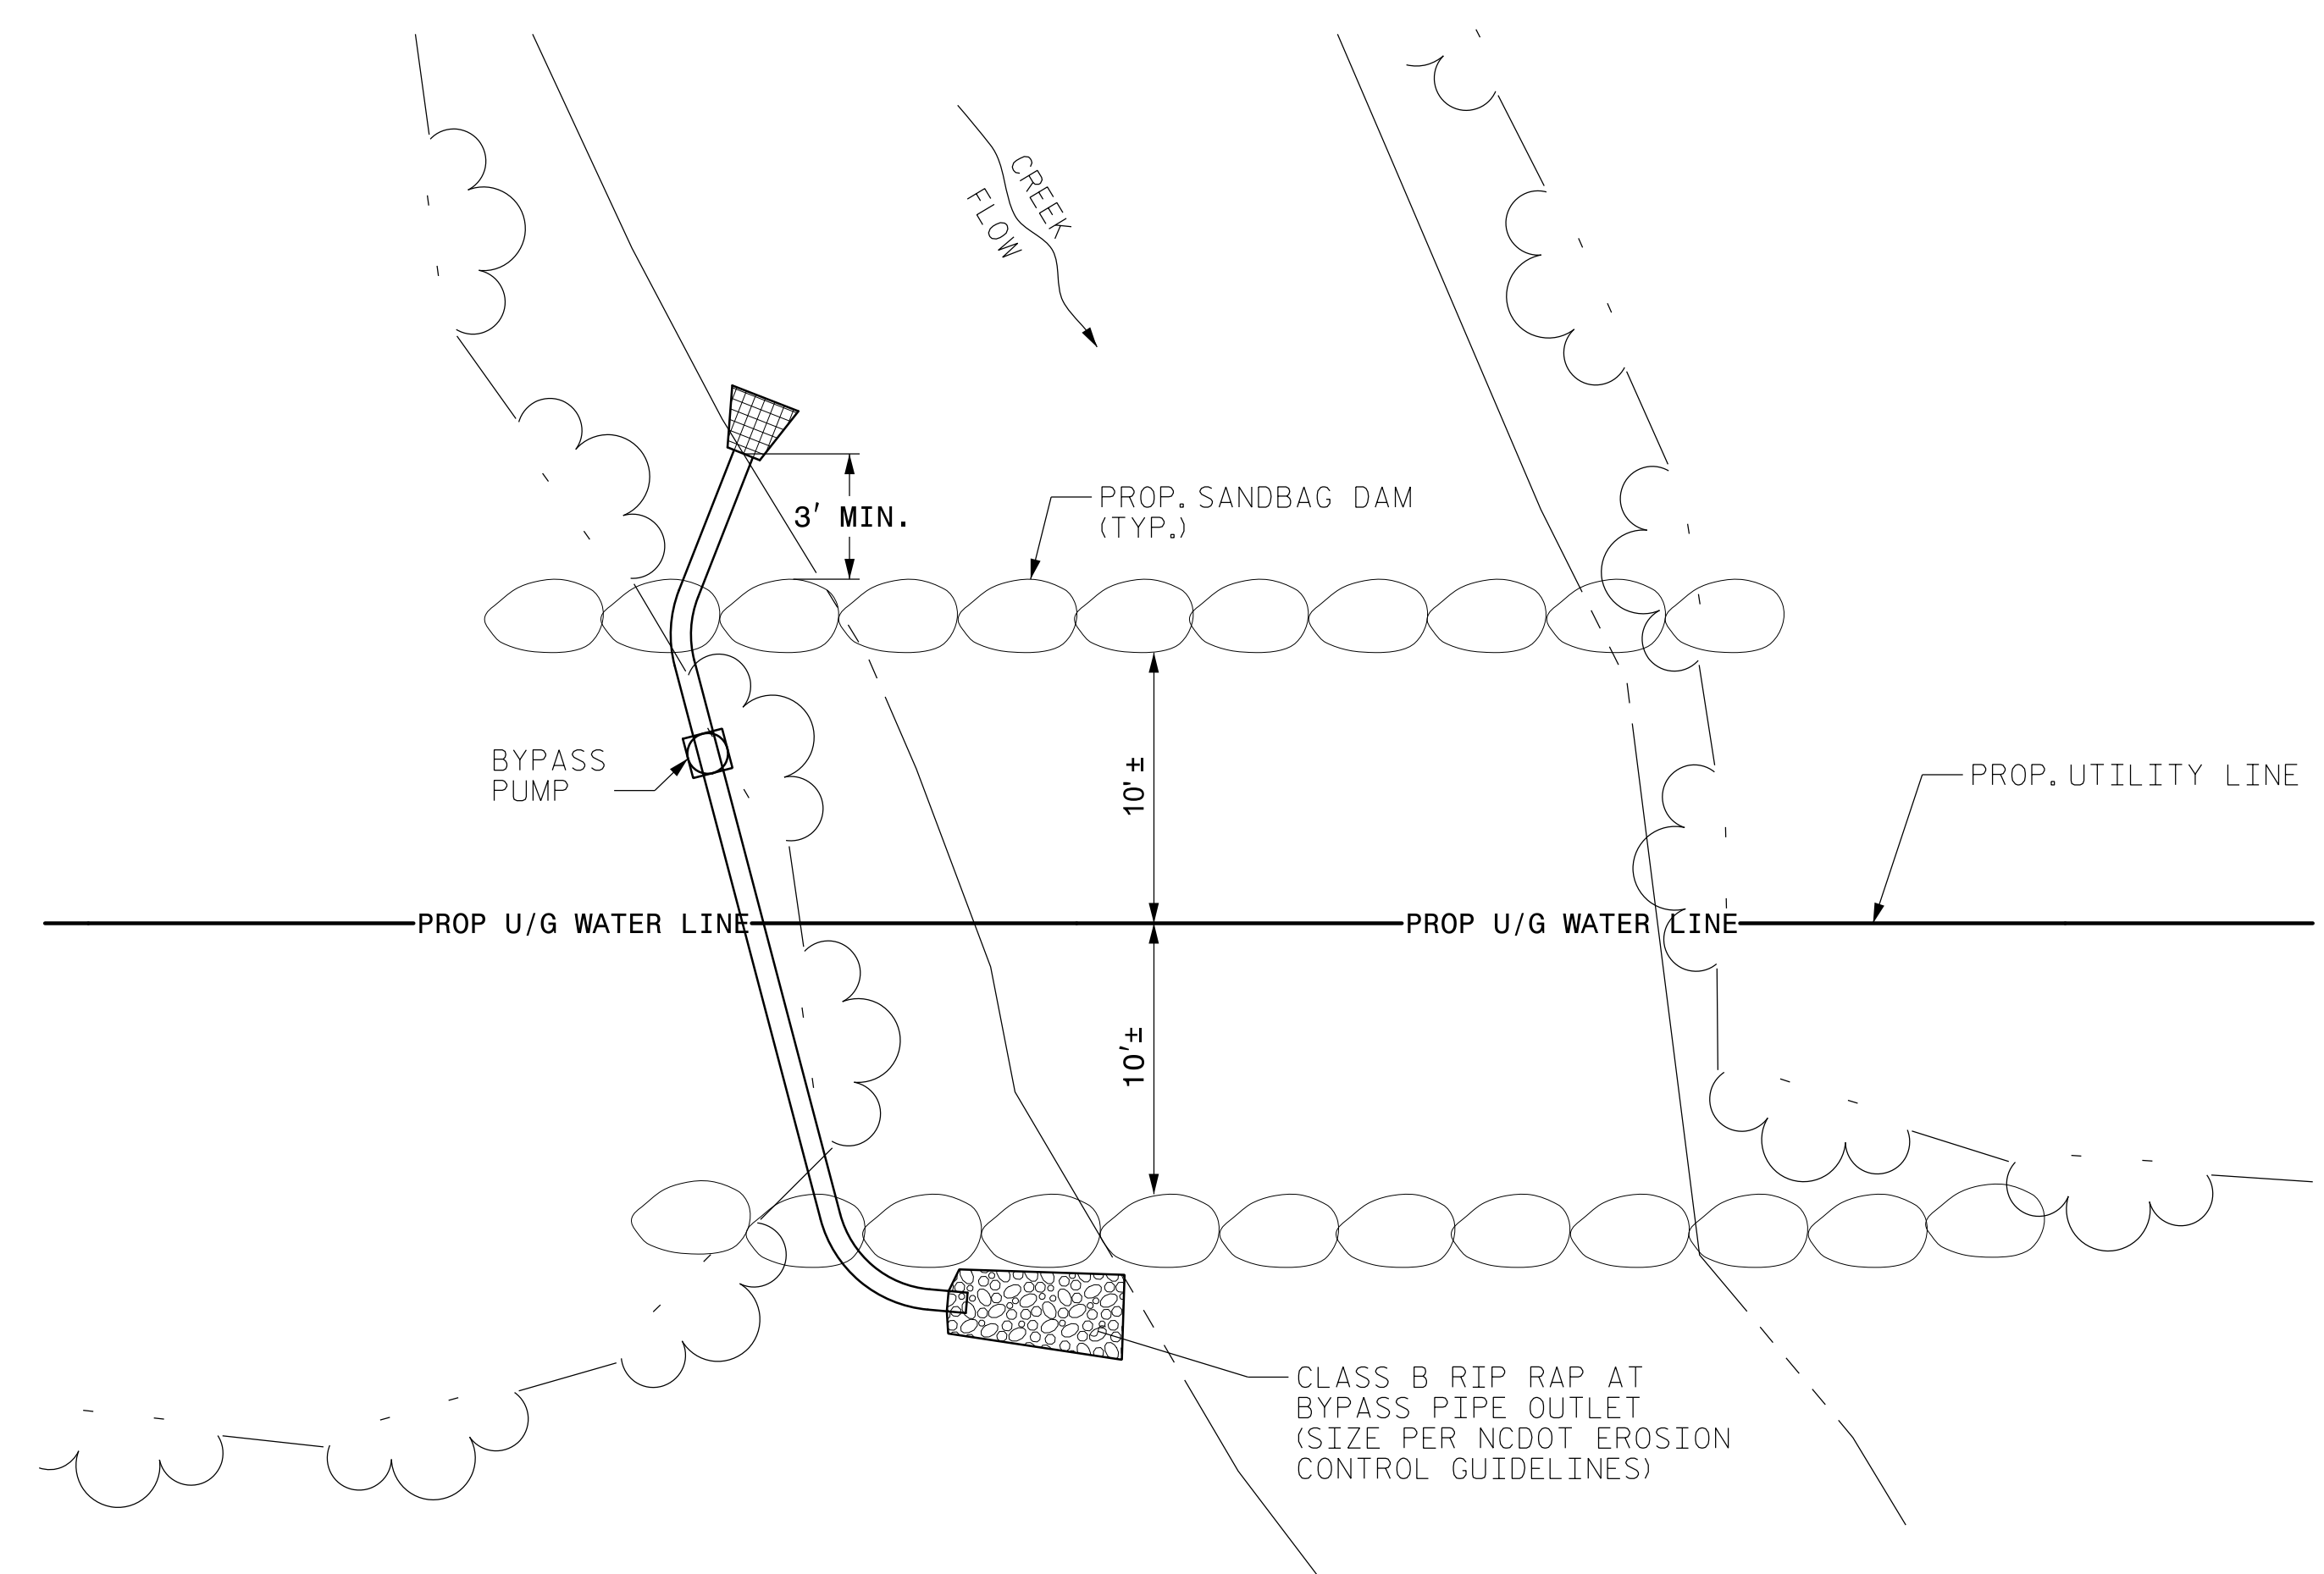 CREEK
FLOW
3' MIN.
PROP. SANDBAG DAM
(TYP.)
BYPASS
PUMP
10'±
PROP. UTILITY LINE
PROP U/G WATER LINE
PROP U/G WATER LINE
10'±
CLASS B RIP RAP AT
BYPASS PIPE OUTLET
(SIZE PER NCDOT EROSION
CONTROL GUIDELINES)